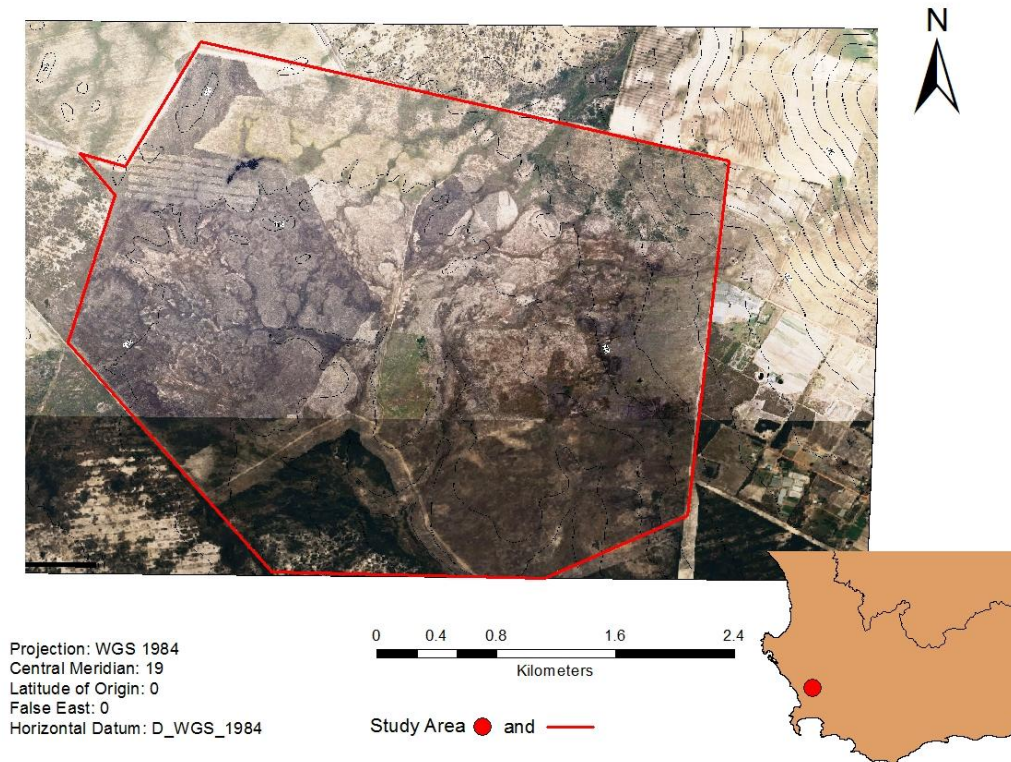 N
0 0.4 0.8 1.6 2.4
Kilometers
Projection: WGS 1984
Central Meridian: 19
Latitude of Origin: 0
False East: 0
Horizontal Datum: D_WGS_1984
Study Area and